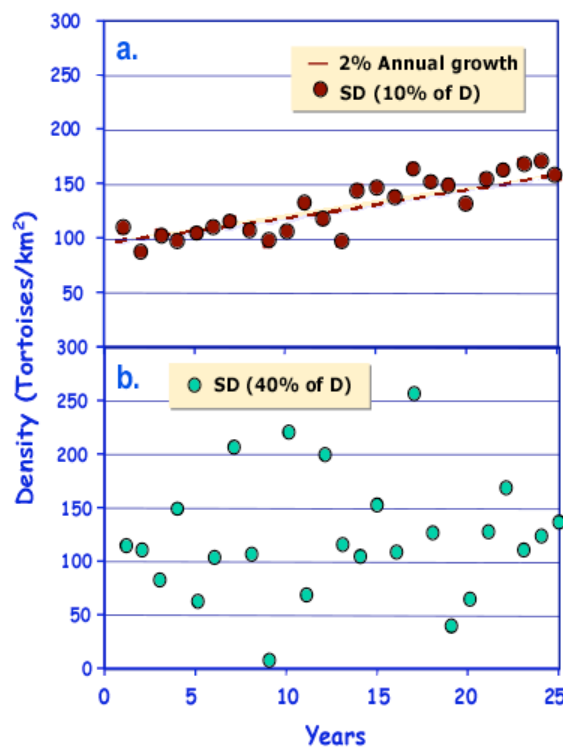 300
a.
2% Annual growth
SD (10% of D)
250
200
150
100
50
300
b.
SD (40% of D)
250
200
150
100
50
0
0 5 10 15 20 25
Density (Tortoises/km²)
Years